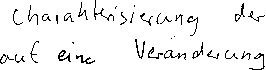 Charakterisierung der
auf eine Veränderung